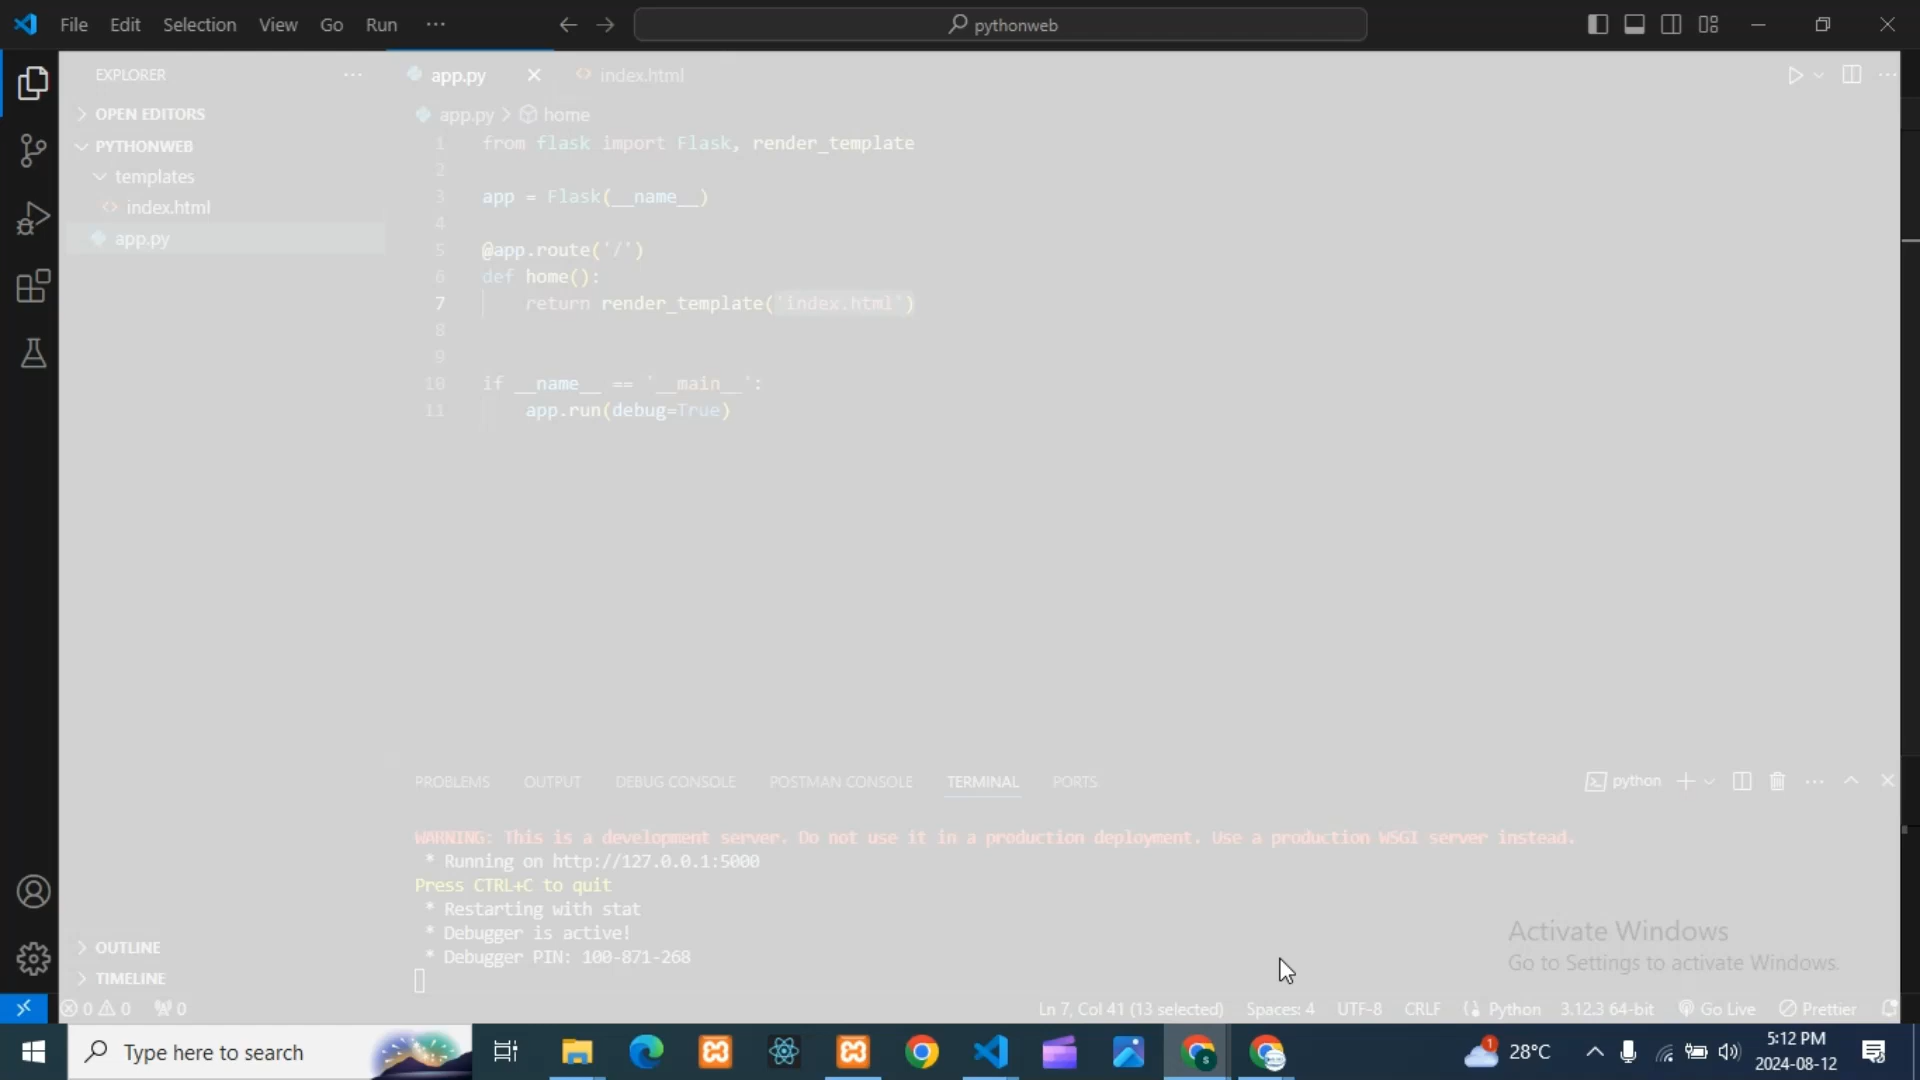 File Edit Selection View Go Run ···
pythonweb
EXPLORER
OPEN EDITORS
PYTHONWEB
templates
index.html
app.py
OUTLINE
TIMELINE
app.py
index.html
app.py > home
1 from flask import Flask, render_template
2
3 app = Flask(__name__)
4
5 @app.route('/')
6 def home():
7 return render_template('index.html')
8
9
10 if __name__ == '__main__':
11 app.run(debug=True)
PROBLEMS OUTPUT DEBUG CONSOLE POSTMAN CONSOLE TERMINAL PORTS
python
WARNING: This is a development server. Do not use it in a production deployment. Use a production WSGI server instead.
* Running on http://127.0.0.1:5000
Press CTRL+C to quit
* Restarting with stat
* Debugger is active!
* Debugger PIN: 100-871-268
Activate Windows
Go to Settings to activate Windows.
0 0 0 Ln 7, Col 41 (13 selected) Spaces: 4 UTF-8 CRLF Python 3.12.3 64-bit Go Live Prettier
Type here to search
S
1
28°C
5:12 PM
2024-08-12